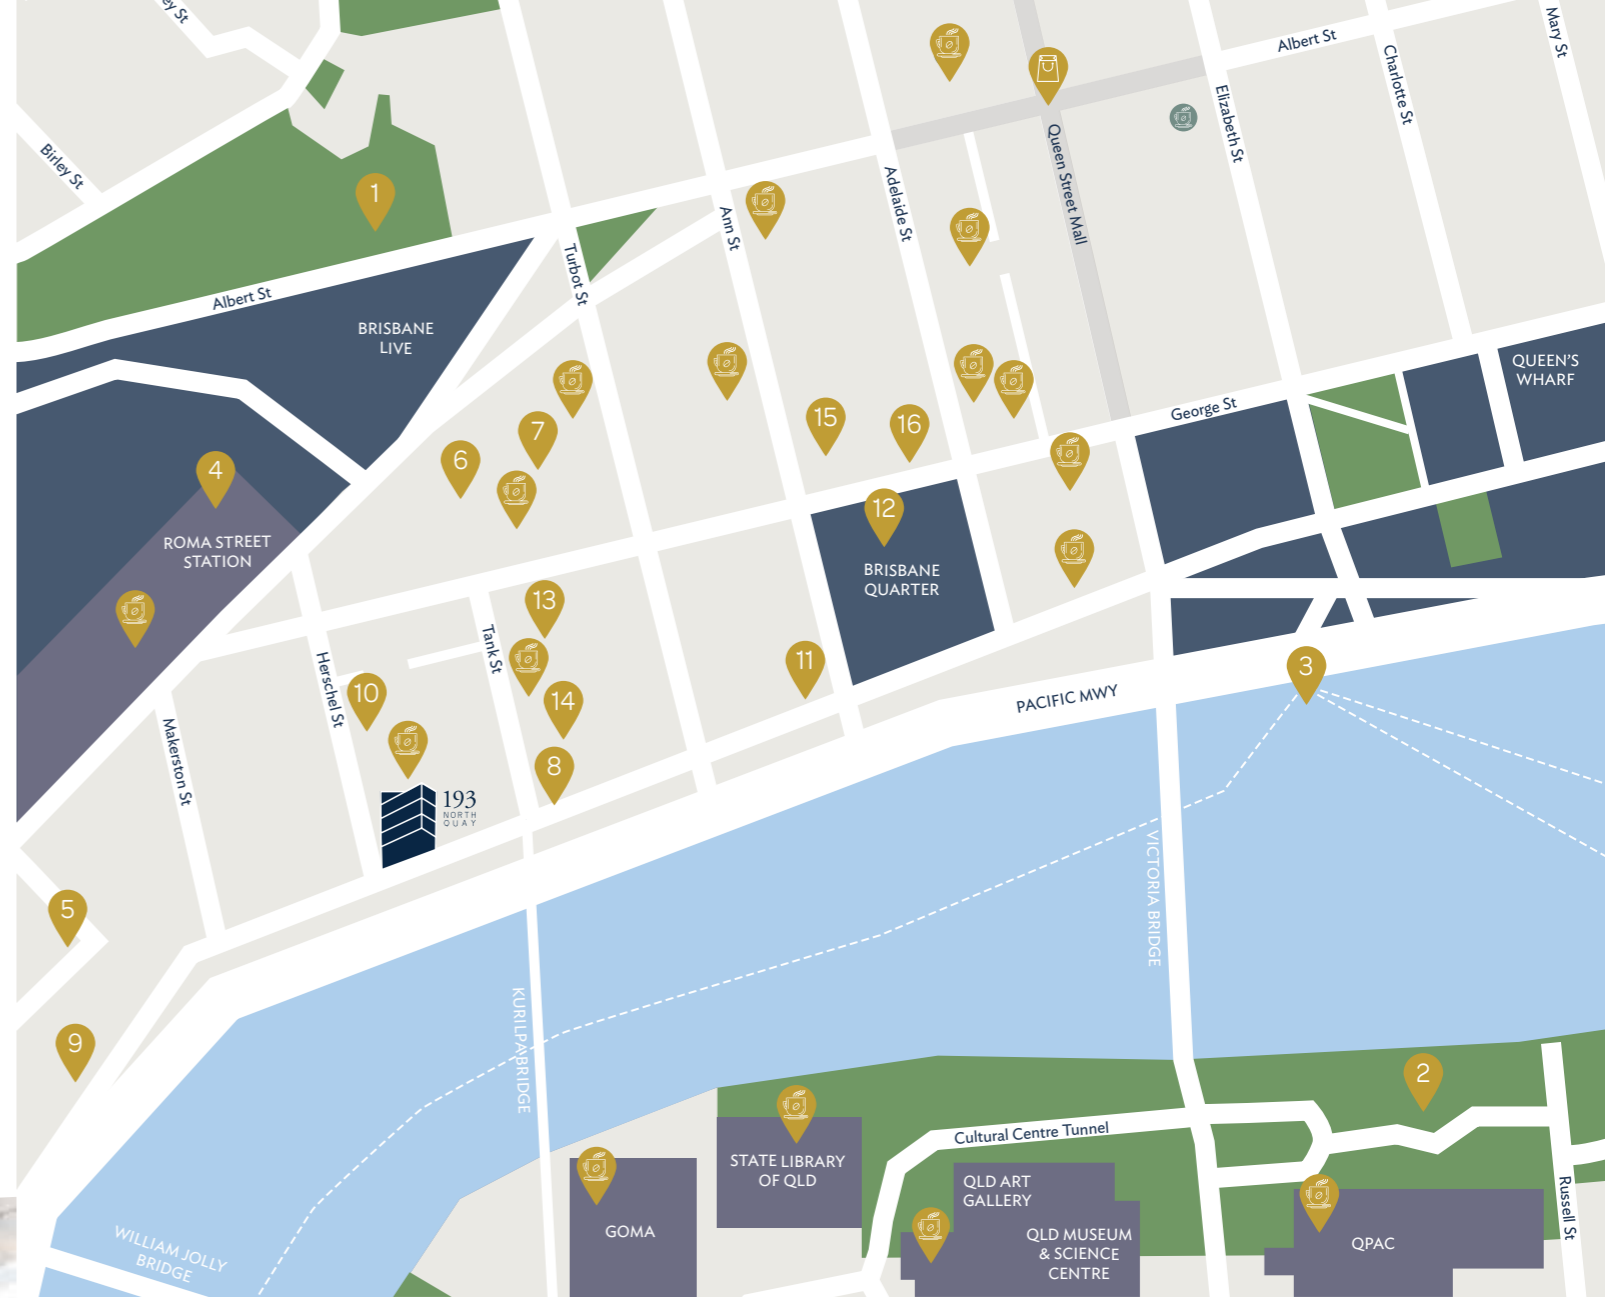 ey St
Mary St
Albert St
Charlotte St
Elizabeth St
Birley St
Queen Street Mall
1
Adelaide St
Ann St
Turbot St
Albert St
BRISBANE
LIVE
QUEEN'S
WHARF
George St
15
16
7
6
4
12
ROMA STREET
STATION
BRISBANE
QUARTER
13
Tank St
11
3
Herschel St
10
14
PACIFIC MWY
Makerston St
8
193
NORTH
QUAY
VICTORIA BRIDGE
5
KURILPA BRIDGE
9
2
Cultural Centre Tunnel
STATE LIBRARY
OF QLD
QLD ART
GALLERY
Russell St
GOMA
QLD MUSEUM
& SCIENCE
CENTRE
QPAC
WILLIAM JOLLY
BRIDGE